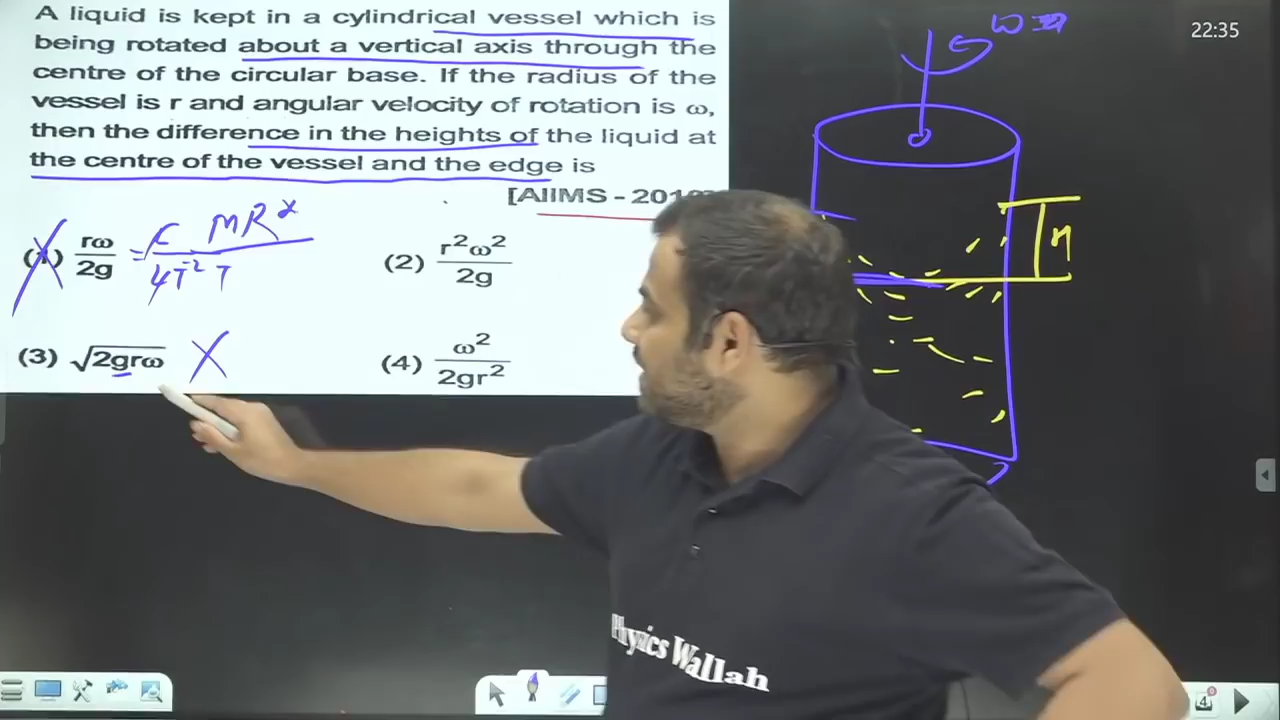 A liquid is kept in a cylindrical vessel which is
being rotated about a vertical axis through the
centre of the circular base. If the radius of the
vessel is r and angular velocity of rotation is ω,
then the difference in the heights of the liquid at
the centre of the vessel and the edge is
[AIIMS - 201
(1) rω/2g =
(2) r²ω²/2g
(3) √2grω X
(4) ω²/2gr²
ω
22:35
H
Physics Wallah
4